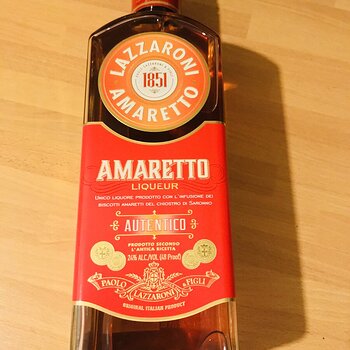 LAZZARONI
1851
AMARETTO
AMARETTO
LIQUEUR
UNICO LIQUORE PRODOTTO CON L'INFUSIONE DEI
BISCOTTI AMARETTI DEL CHIOSTRO DI SARONNO
AUTENTICO
PRODOTTO SECONDO
L'ANTICA RICETTA
24% ALC./VOL (48 Proof)
PAOLO LAZZARONI FIGLI
ORIGINAL ITALIAN PRODUCT